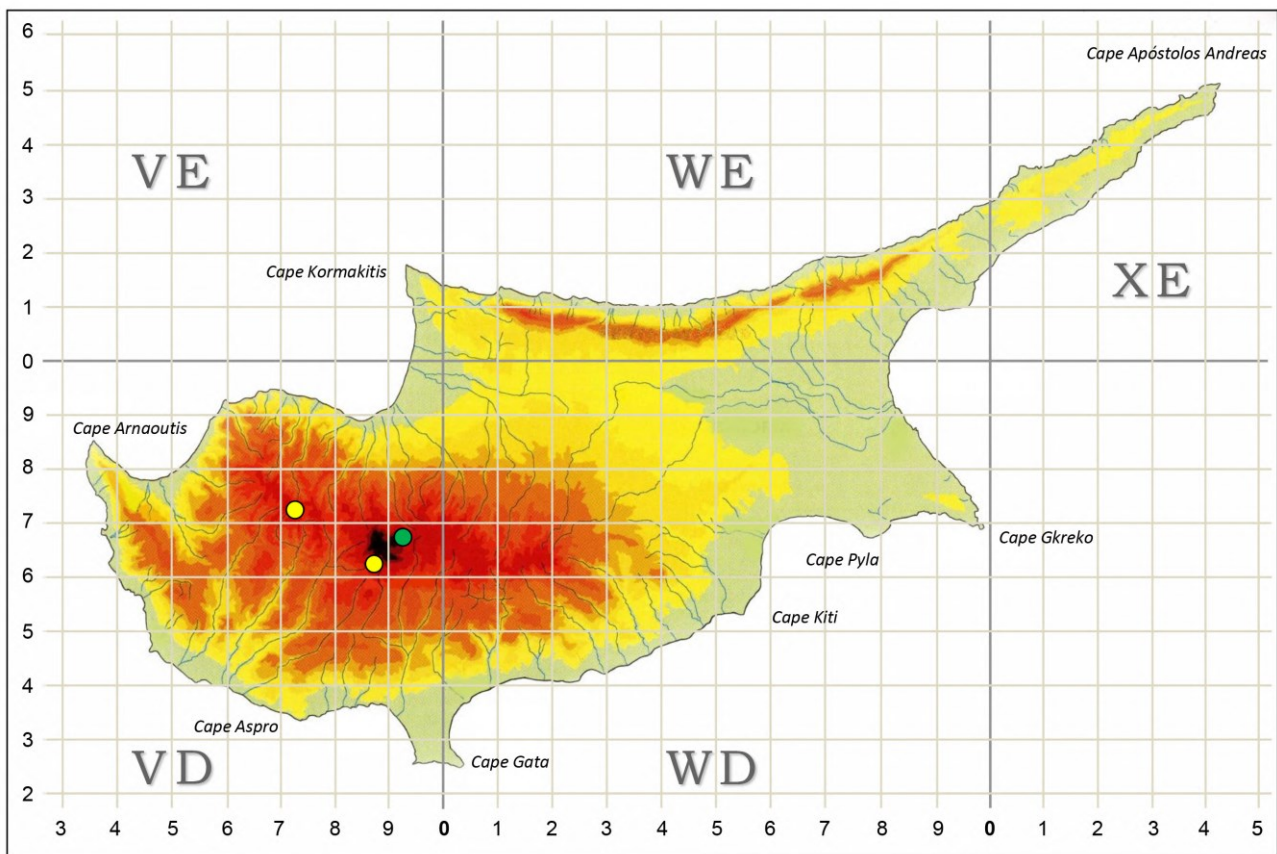 6
Cape Apóstolos Andreas
5
4
VE
WE
3
2
Cape Kormakitis
XE
1
0
9
Cape Arnaoutis
8
7
Cape Gkreko
Cape Pyla
6
Cape Kiti
5
4
Cape Aspro
3
VD
Cape Gata
WD
2
3 4 5 6 7 8 9 0 1 2 3 4 5 6 7 8 9 0 1 2 3 4 5